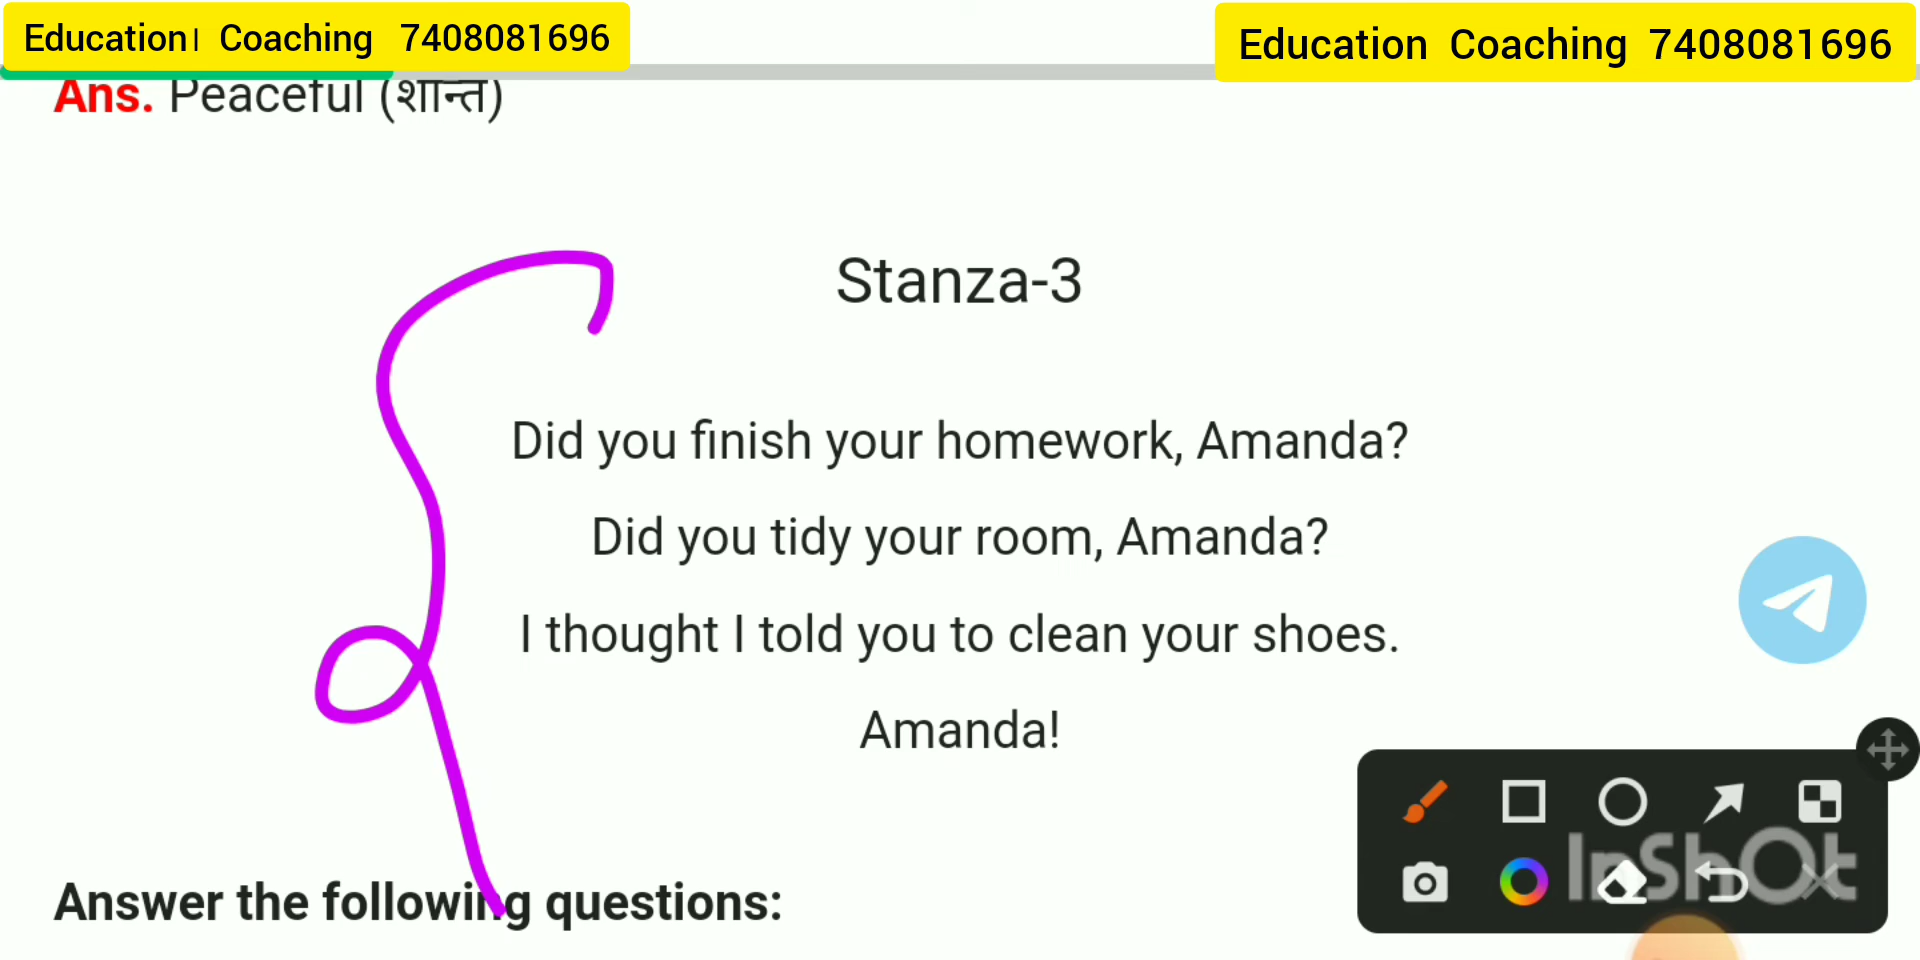 Education। Coaching 7408081696
Education Coaching 7408081696
Ans. Peaceful (शान्त)
Stanza-3
Did you finish your homework, Amanda?
Did you tidy your room, Amanda?
I thought I told you to clean your shoes.
Amanda!
InShOt
Answer the following questions: